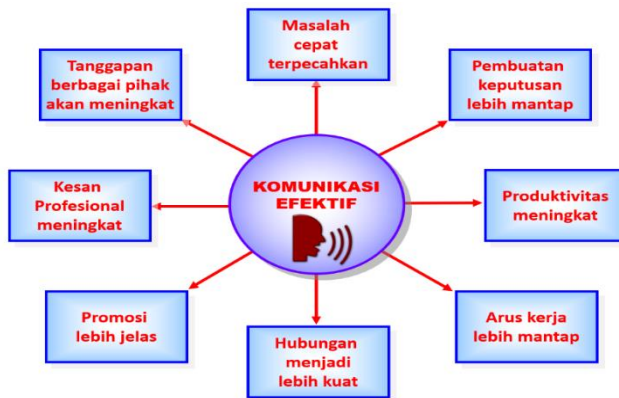 Masalah
cepat
terpecahkan
Tanggapan
berbagai pihak
akan meningkat
Pembuatan
keputusan
lebih mantap
KOMUNIKASI
EFEKTIF
Kesan
Profesional
meningkat
Produktivitas
meningkat
Promosi
lebih jelas
Hubungan
menjadi
lebih kuat
Arus kerja
lebih mantap